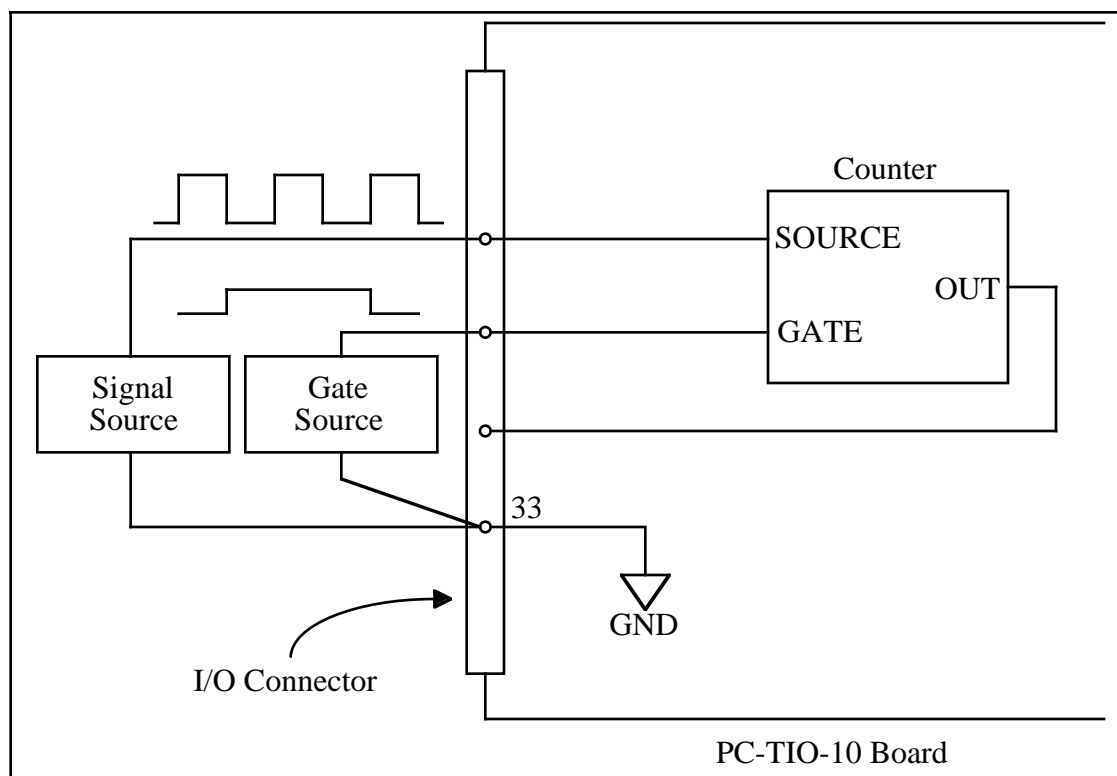 Counter
SOURCE
OUT
GATE
Signal
Source
Gate
Source
33
GND
I/O Connector
PC-TIO-10 Board